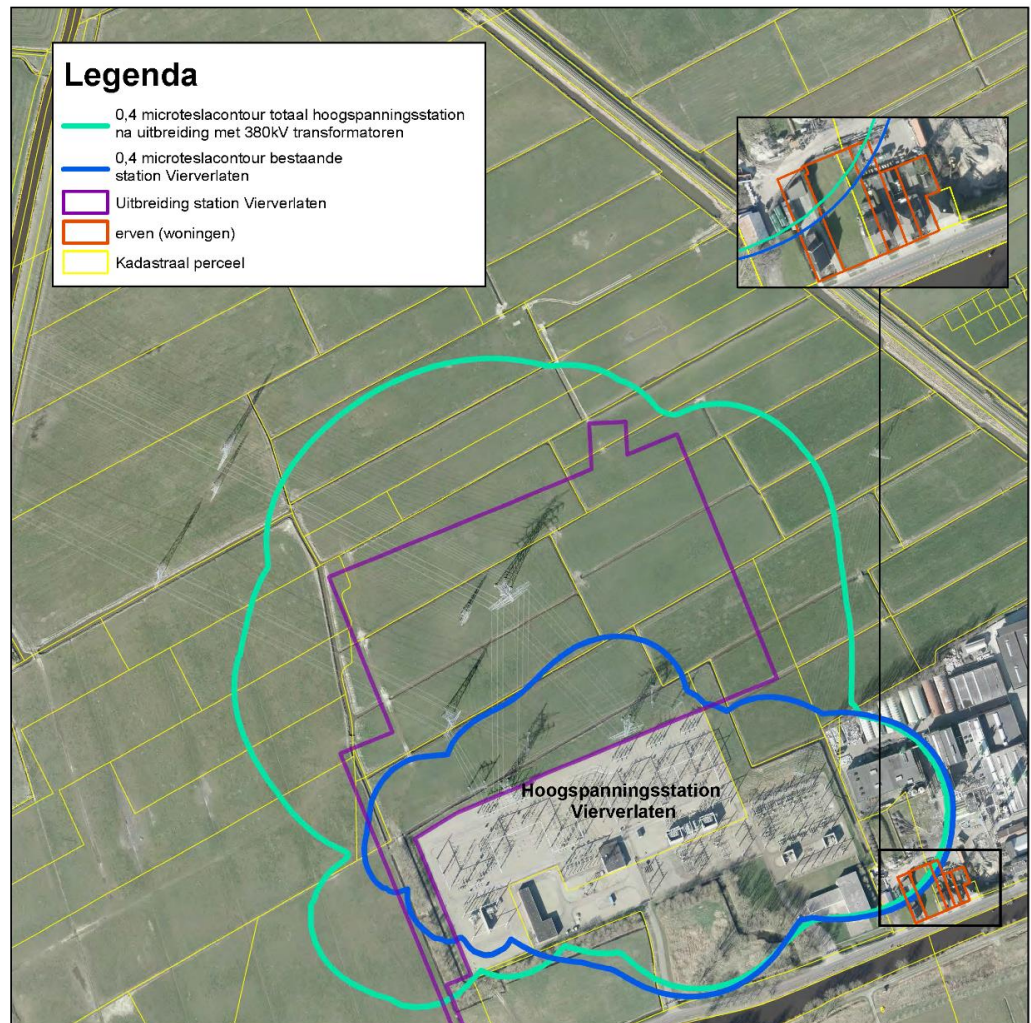 Legenda
0,4 microteslacontour totaal hoogspanningsstation
na uitbreiding met 380kV transformatoren
0,4 microteslacontour bestaande
station Vierverlaten
Uitbreiding station Vierverlaten
erven (woningen)
Kadastraal perceel
Hoogspanningsstation
Vierverlaten